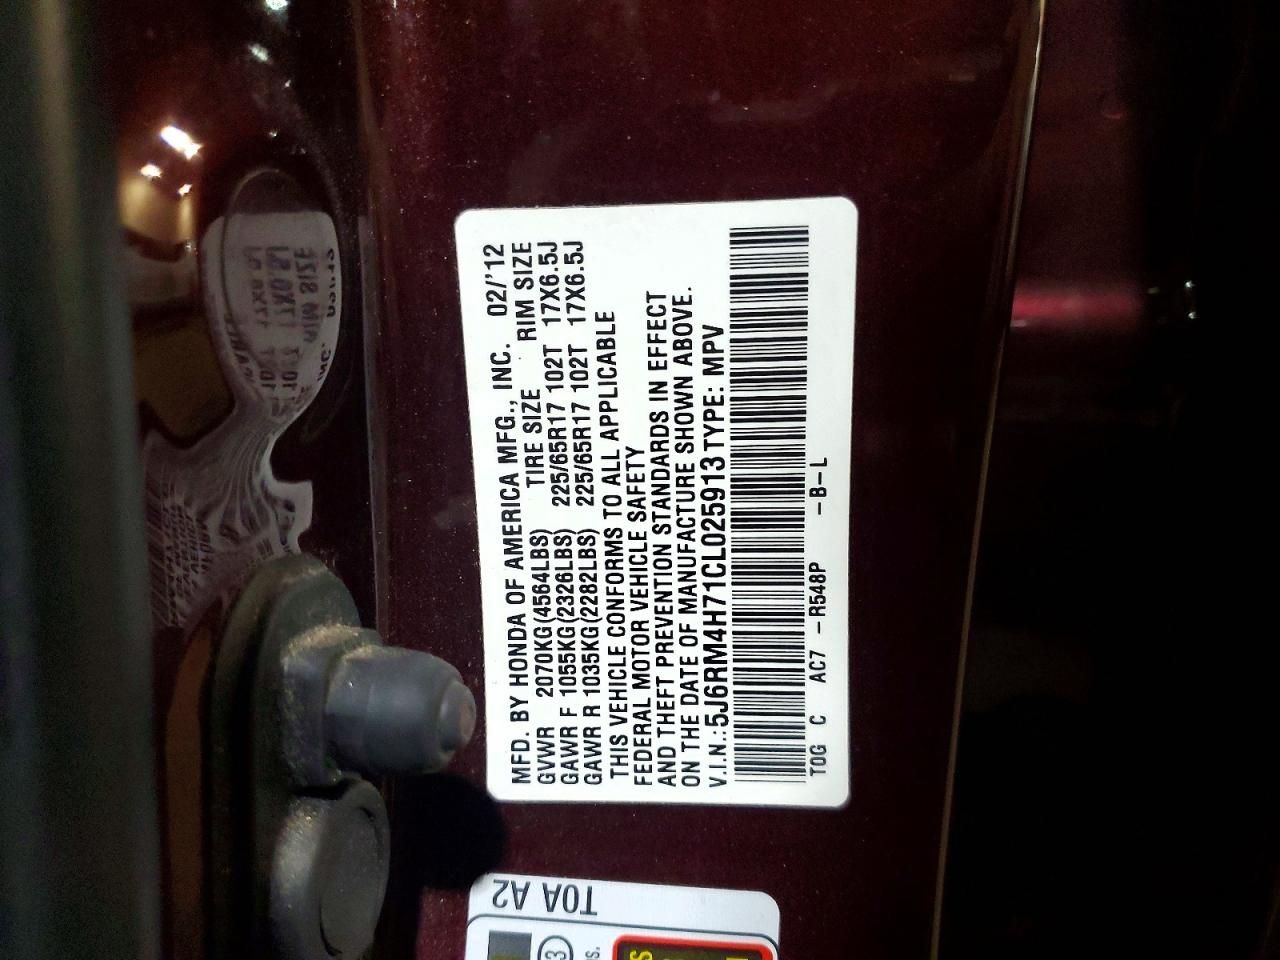 MFD. BY HONDA OF AMERICA MFG., INC. 02/'12
TIRE SIZE RIM SIZE
GVWR 2070KG(4564LBS)
GAWR F 1055KG(2326LBS) 225/65R17 102T 17X6.5J
GAWR R 1035KG(2282LBS) 225/65R17 102T 17X6.5J
THIS VEHICLE CONFORMS TO ALL APPLICABLE
FEDERAL MOTOR VEHICLE SAFETY
AND THEFT PREVENTION STANDARDS IN EFFECT
ON THE DATE OF MANUFACTURE SHOWN ABOVE.
V.I.N.:5J6RM4H71CL025913 TYPE: MPV
TOG C AC7 -R548P -B-L
T0A A2